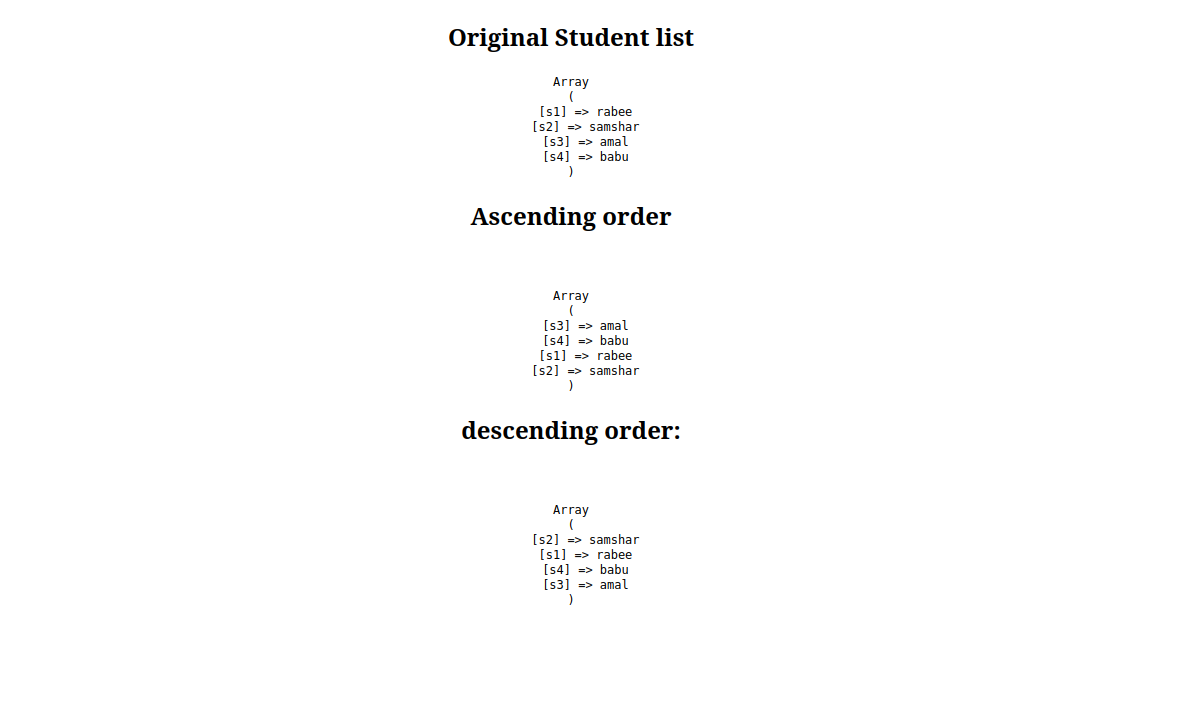 Original Student list
Array
(
[s1] => rabee
[s2] => samshar
[s3] => amal
[s4] => babu
)
Ascending order
Array
(
[s3] => amal
[s4] => babu
[s1] => rabee
[s2] => samshar
)
descending order:
Array
(
[s2] => samshar
[s1] => rabee
[s4] => babu
[s3] => amal
)